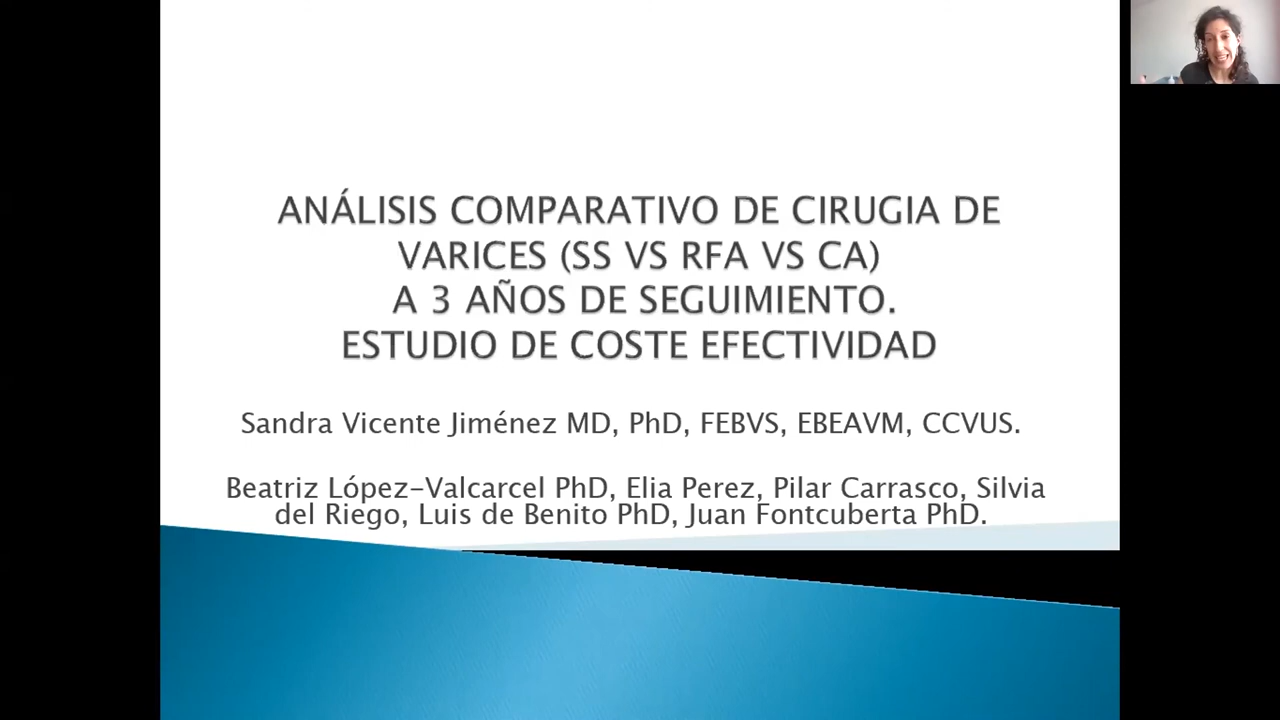 ANÁLISIS COMPARATIVO DE CIRUGIA DE
VARICES (SS VS RFA VS CA)
A 3 AÑOS DE SEGUIMIENTO.
ESTUDIO DE COSTE EFECTIVIDAD
Sandra Vicente Jiménez MD, PhD, FEBVS, EBEAVM, CCVUS.
Beatriz López-Valcarcel PhD, Elia Perez, Pilar Carrasco, Silvia
del Riego, Luis de Benito PhD, Juan Fontcuberta PhD.